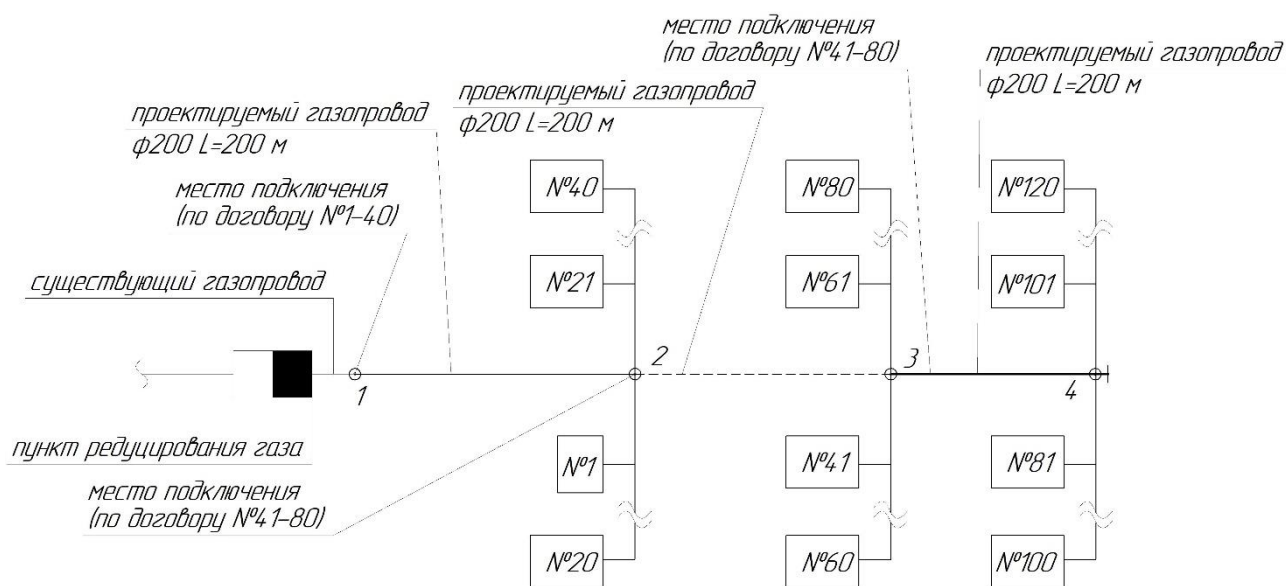 место подключения
(по договору №41-80)
проектируемый газопровод
ф200 L=200 м
проектируемый газопровод
ф200 L=200 м
проектируемый газопровод
ф200 L=200 м
место подключения
(по договору №1-40)
существующий газопровод
№40
№80
№120
№21
№61
№101
1
2
3
4
пункт редуцирования газа
место подключения
(по договору №41-80)
№1
№41
№81
№20
№60
№100